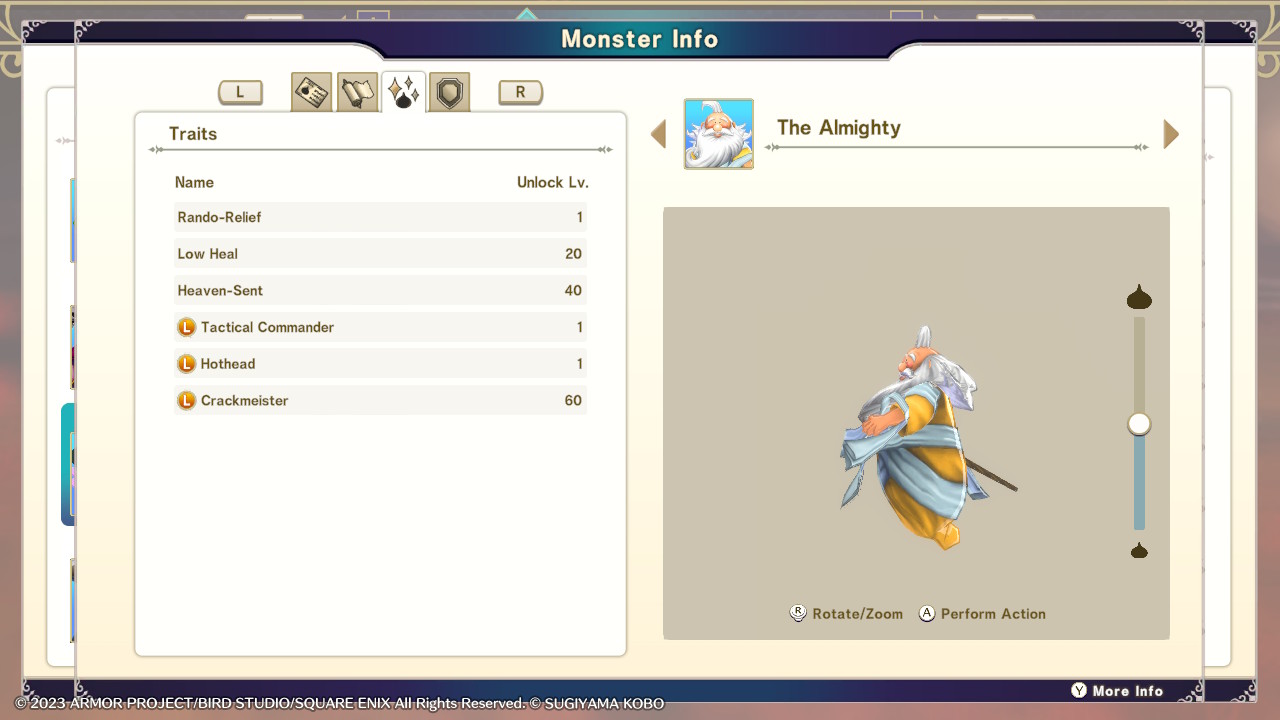 Monster Info
L
R
Traits
Name Unlock Lv.
Rando-Relief 1
Low Heal 20
Heaven-Sent 40
L Tactical Commander 1
L Hothead 1
L Crackmeister 60
The Almighty
R Rotate/Zoom A Perform Action
Y More Info
© 2023 ARMOR PROJECT/BIRD STUDIO/SQUARE ENIX All Rights Reserved. © SUGIYAMA KOBO